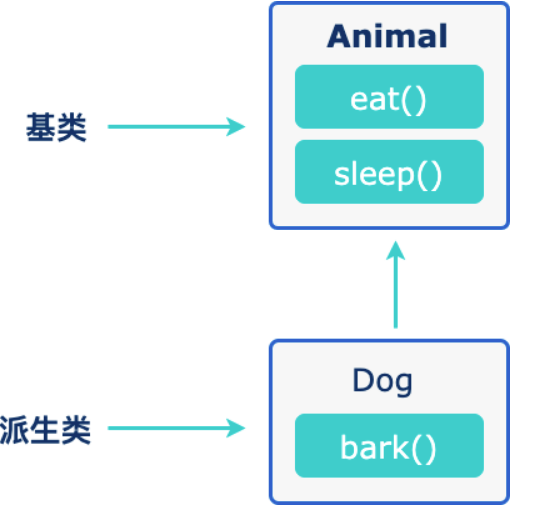 Animal
eat()
基类
sleep()
Dog
派生类
bark()